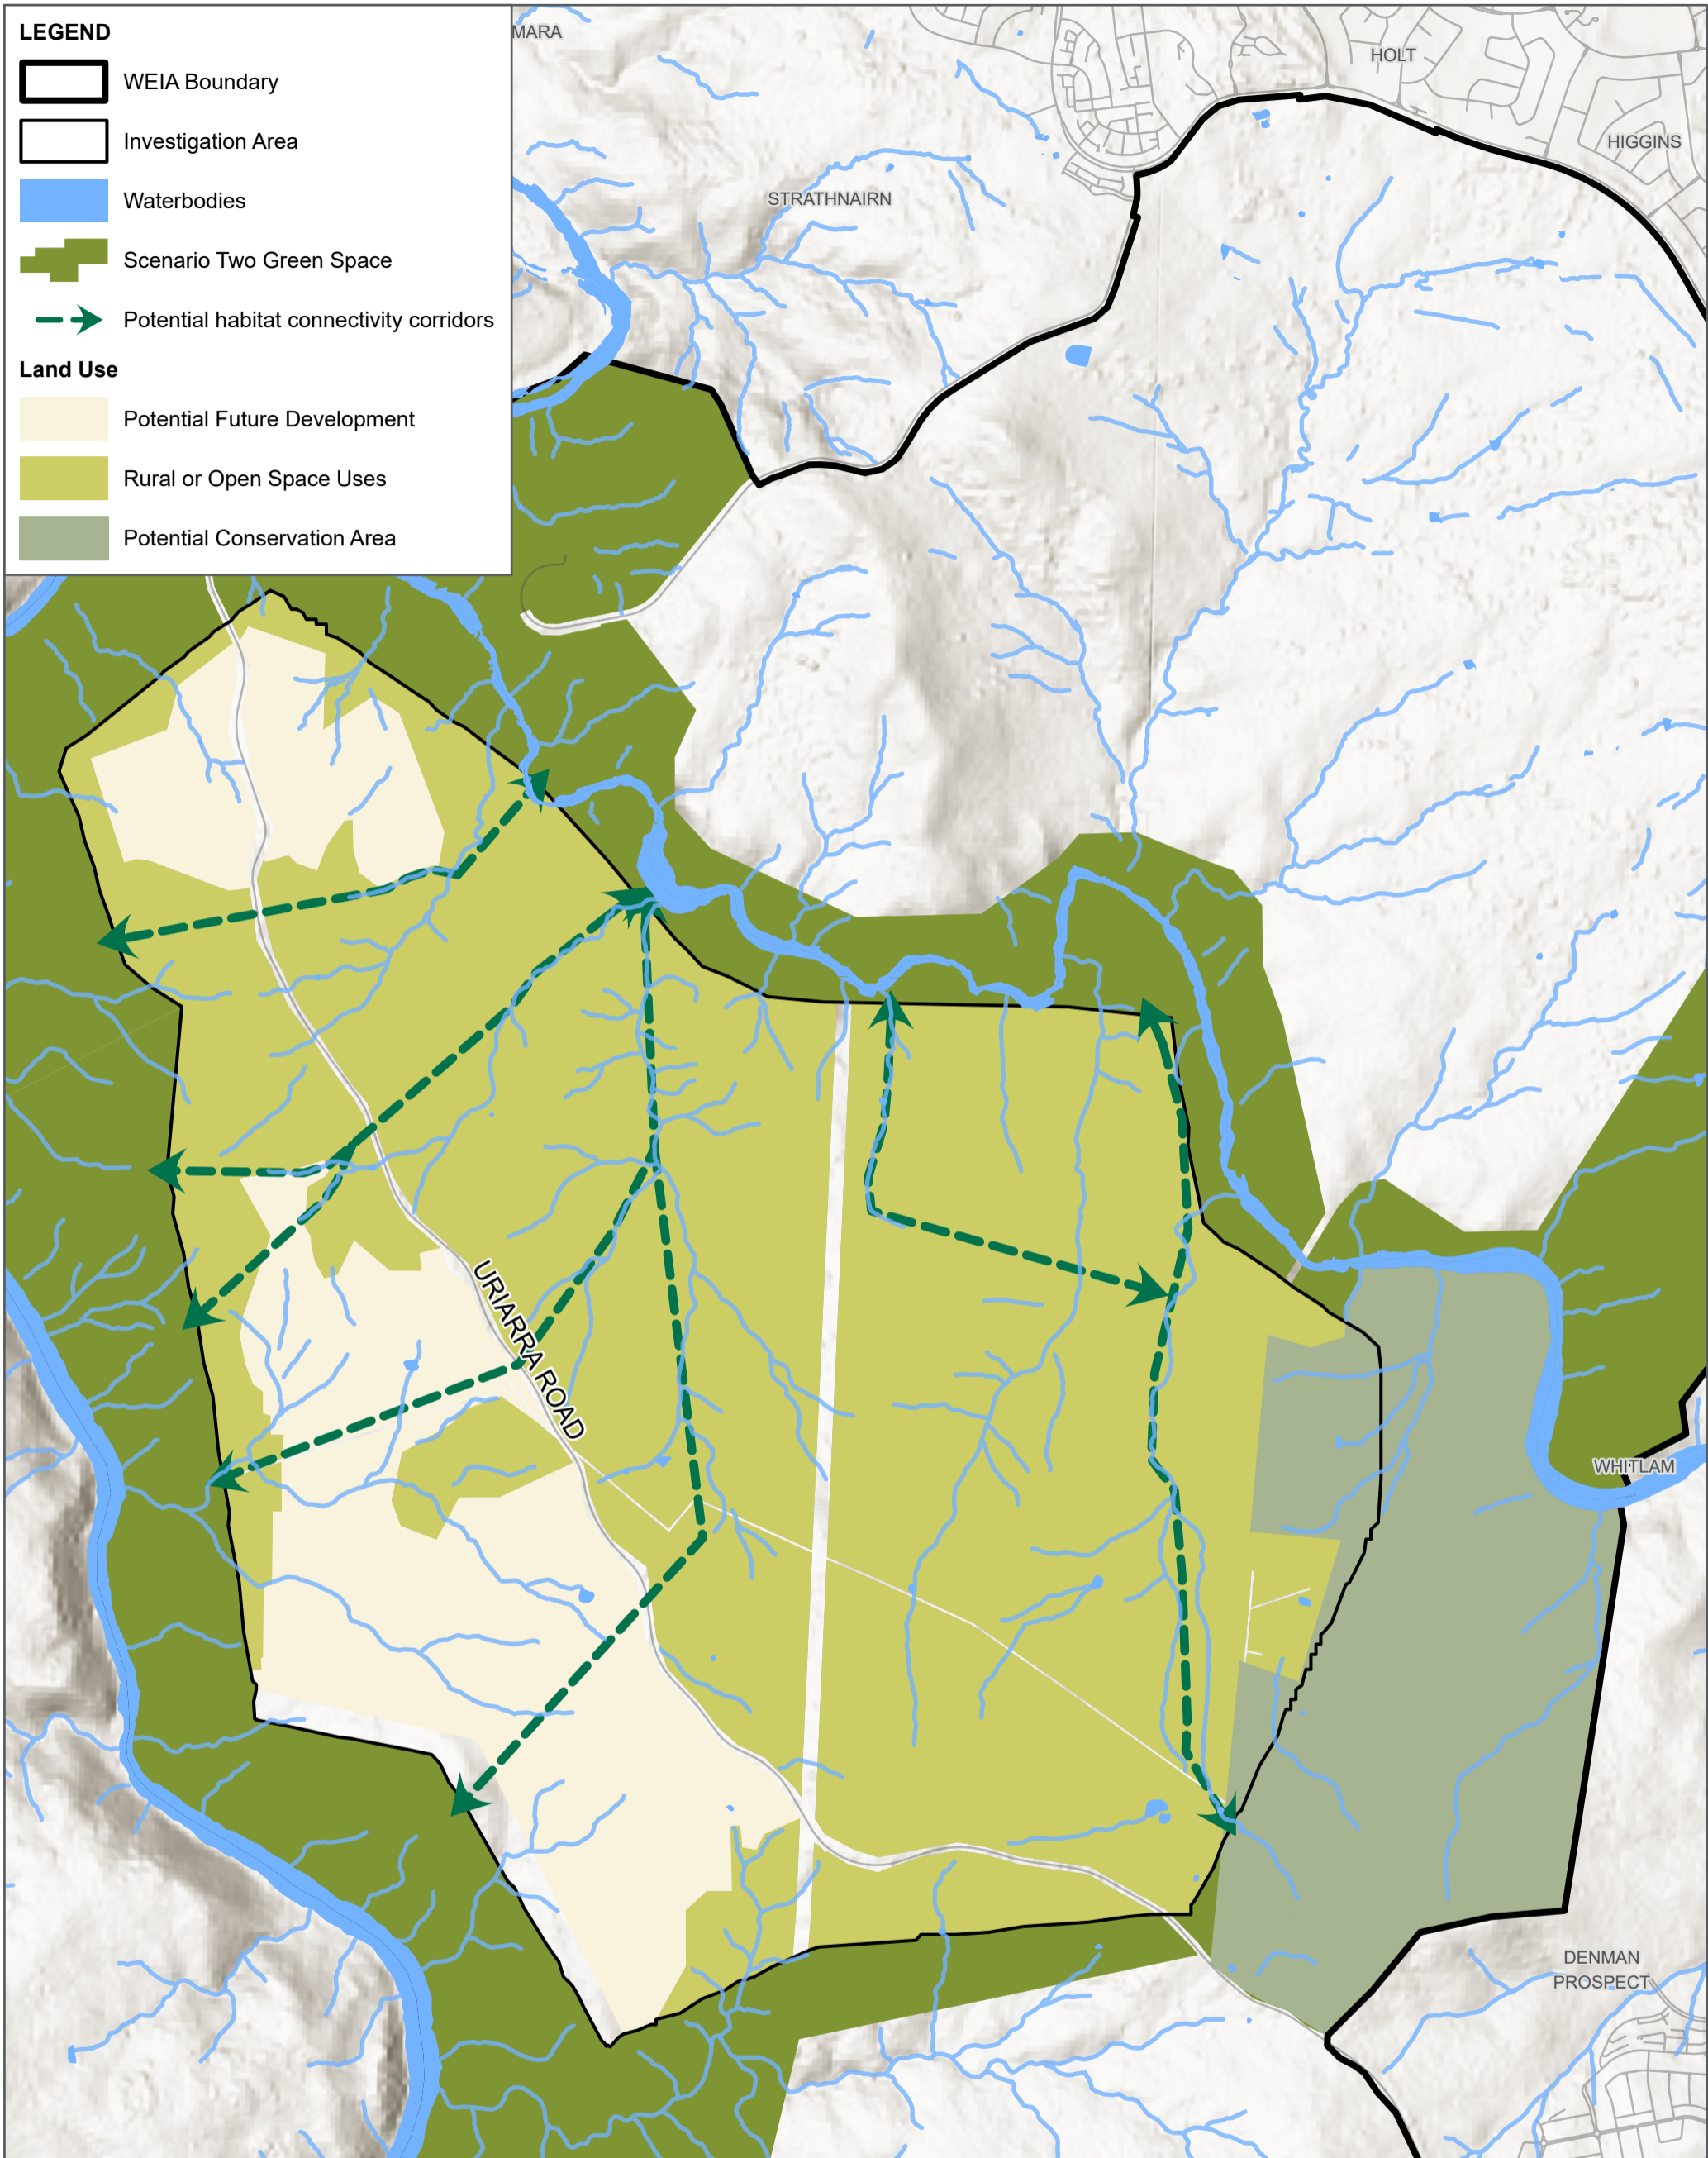 LEGEND
WEIA Boundary
Investigation Area
Waterbodies
Scenario Two Green Space
Potential habitat connectivity corridors
Land Use
Potential Future Development
Rural or Open Space Uses
Potential Conservation Area
MARA
HOLT
HIGGINS
STRATHNAIRN
URIARRA ROAD
WHITLAM
DENMAN
PROSPECT